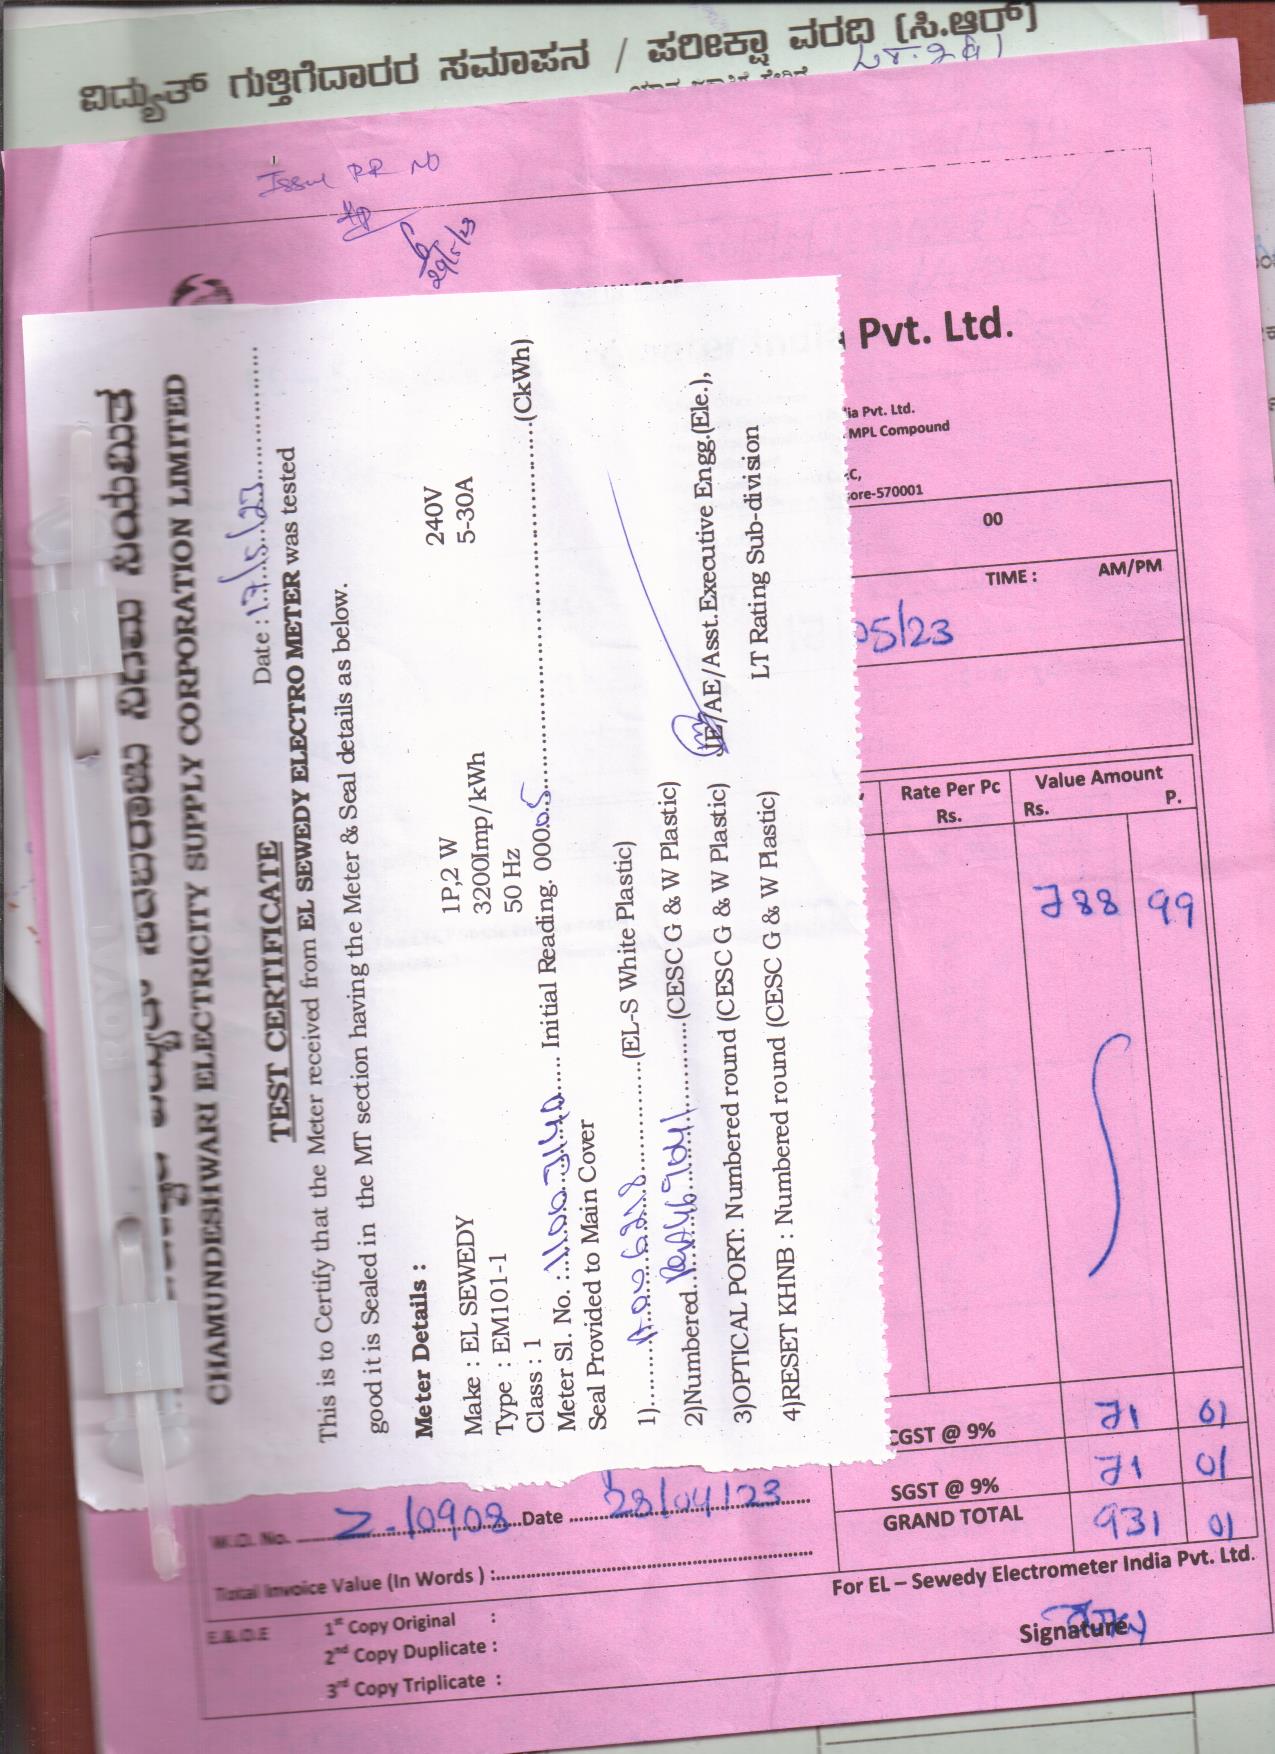 ವಿದ್ಯುತ್ ಗುತ್ತಿಗೆದಾರರ ಸಮಾಪನ / ಪರೀಕ್ಷಾ ವರದಿ (ಸಿ.ಆರ್)
Issue RR NO
29/5/23
Pvt. Ltd.
ia Pvt. Ltd.
MPL Compound
ore-570001
00
TIME : AM/PM
05/23
Rate Per Pc Value Amount
Rs. Rs. P.
788 99
CGST @ 9% 71 01
SGST @ 9% 71 01
GRAND TOTAL 931 01
W.O. No. Z-10908 Date 28/04/23
Total Invoice Value (In Words ) :
For EL – Sewedy Electrometer India Pvt. Ltd.
E.&.O.E 1st Copy Original :
2nd Copy Duplicate :
3rd Copy Triplicate :
Signature
CHAMUNDESHWARI ELECTRICITY SUPPLY CORPORATION LIMITED
Date : 17/5/23
TEST CERTIFICATE
This is to Certify that the Meter received from EL SEWEDY ELECTRO METER was tested
good it is Sealed in the MT section having the Meter & Seal details as below.
Meter Details :
Make : EL SEWEDY 1P,2 W 240V
Type : EM101-1 3200Imp/kWh 5-30A
Class : 1 50 Hz
Meter Sl. No. : Initial Reading. 00005 (CkWh)
Seal Provided to Main Cover
1) (EL-S White Plastic)
2)Numbered (CESC G & W Plastic)
3)OPTICAL PORT: Numbered round (CESC G & W Plastic)
4)RESET KHNB : Numbered round (CESC G & W Plastic)
JE/AE/Asst.Executive Engg.(Ele.),
LT Rating Sub-division
ROYAL